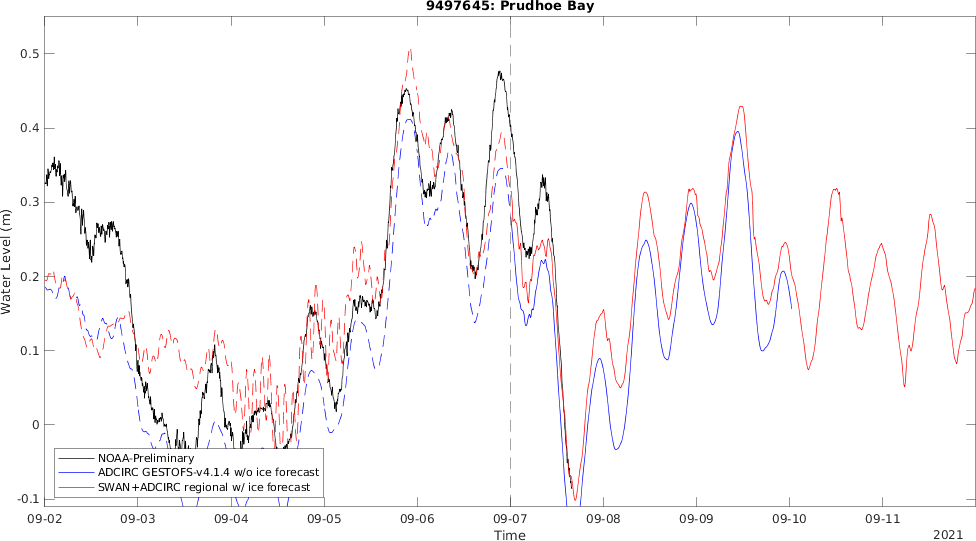 9497645: Prudhoe Bay
Water Level (m)
0.5
0.4
0.3
0.2
0.1
0
-0.1
NOAA-Preliminary
ADCIRC GESTOFS-v4.1.4 w/o ice forecast
SWAN+ADCIRC regional w/ ice forecast
09-02 09-03 09-04 09-05 09-06 09-07 09-08 09-09 09-10 09-11
Time
2021